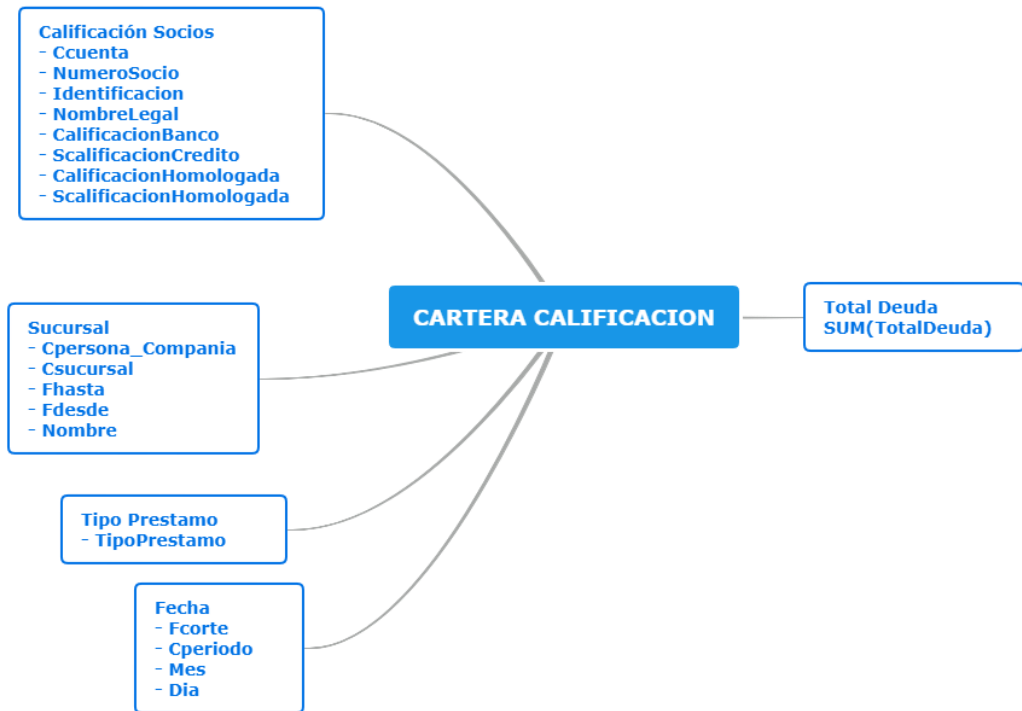 Calificación Socios
- Ccuenta
- NumeroSocio
- Identificacion
- NombreLegal
- CalificacionBanco
- ScalificacionCredito
- CalificacionHomologada
- ScalificacionHomologada
CARTERA CALIFICACION
Total Deuda
SUM(TotalDeuda)
Sucursal
- Cpersona_Compania
- Csucursal
- Fhasta
- Fdesde
- Nombre
Tipo Prestamo
- TipoPrestamo
Fecha
- Fcorte
- Cperiodo
- Mes
- Dia